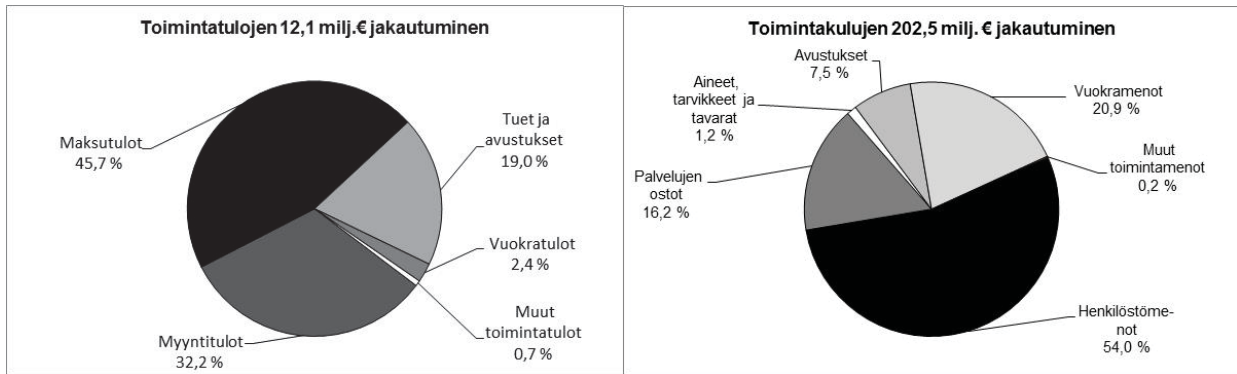 Toimintatulojen 12,1 milj.€ jakautuminen
Maksutulot
45,7 %
Tuet ja
avustukset
19,0 %
Vuokratulot
2,4 %
Muut
toimintatulot
0,7 %
Myyntitulot
32,2 %
Toimintakulujen 202,5 milj. € jakautuminen
Avustukset
7,5 %
Aineet,
tarvikkeet ja
tavarat
1,2 %
Palvelujen
ostot
16,2 %
Vuokramenot
20,9 %
Muut
toimintamenot
0,2 %
Henkilöstöme-
not
54,0 %